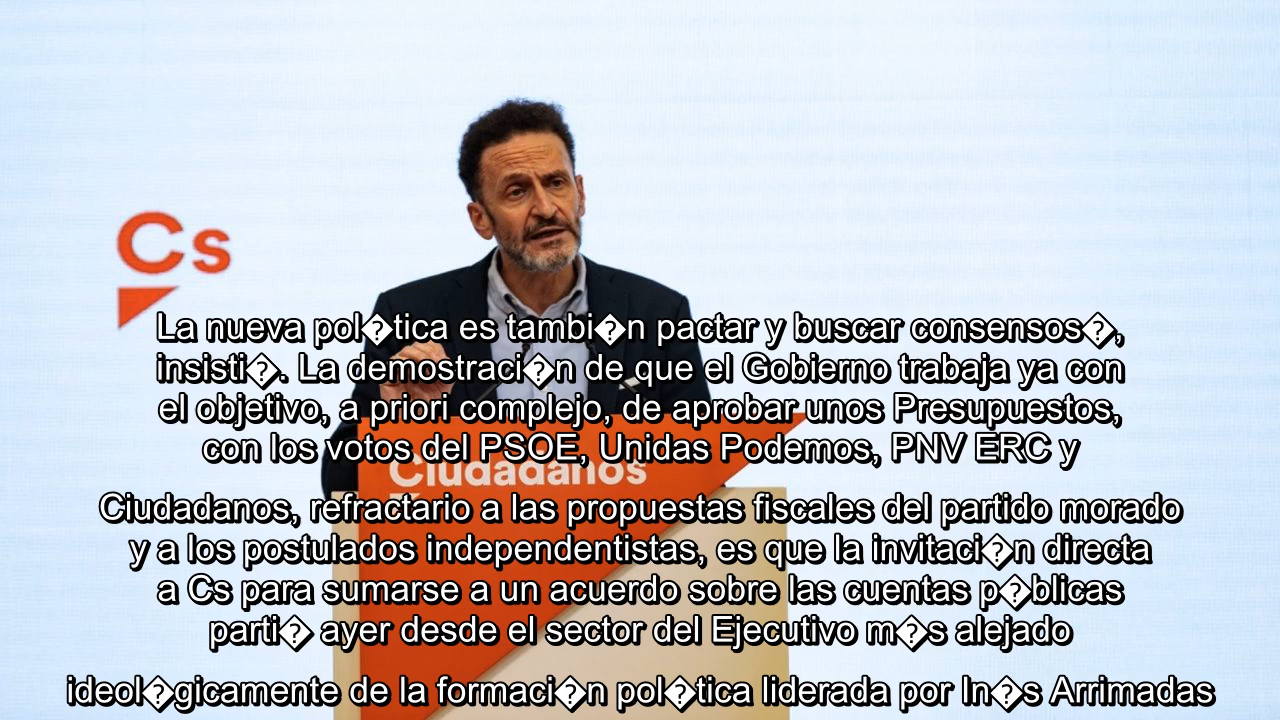 Cs
La nueva pol�tica es tambi�n pactar y buscar consensos�,
insisti�. La demostraci�n de que el Gobierno trabaja ya con
el objetivo, a priori complejo, de aprobar unos Presupuestos,
con los votos del PSOE, Unidas Podemos, PNV ERC y
Ciudadanos
Ciudadanos, refractario a las propuestas fiscales del partido morado
y a los postulados independentistas, es que la invitaci�n directa
a Cs para sumarse a un acuerdo sobre las cuentas p�blicas
parti� ayer desde el sector del Ejecutivo m�s alejado
ideol�gicamente de la formaci�n pol�tica liderada por In�s Arrimadas